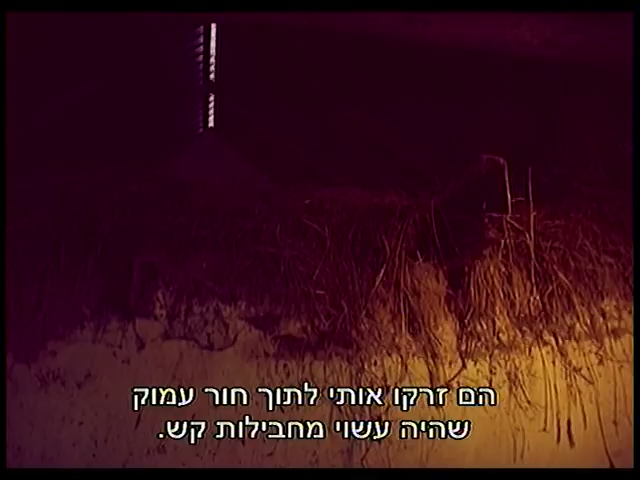 הם זרקו אותי לתוך חור עמוק
שהיה עשוי מחבילות קש.